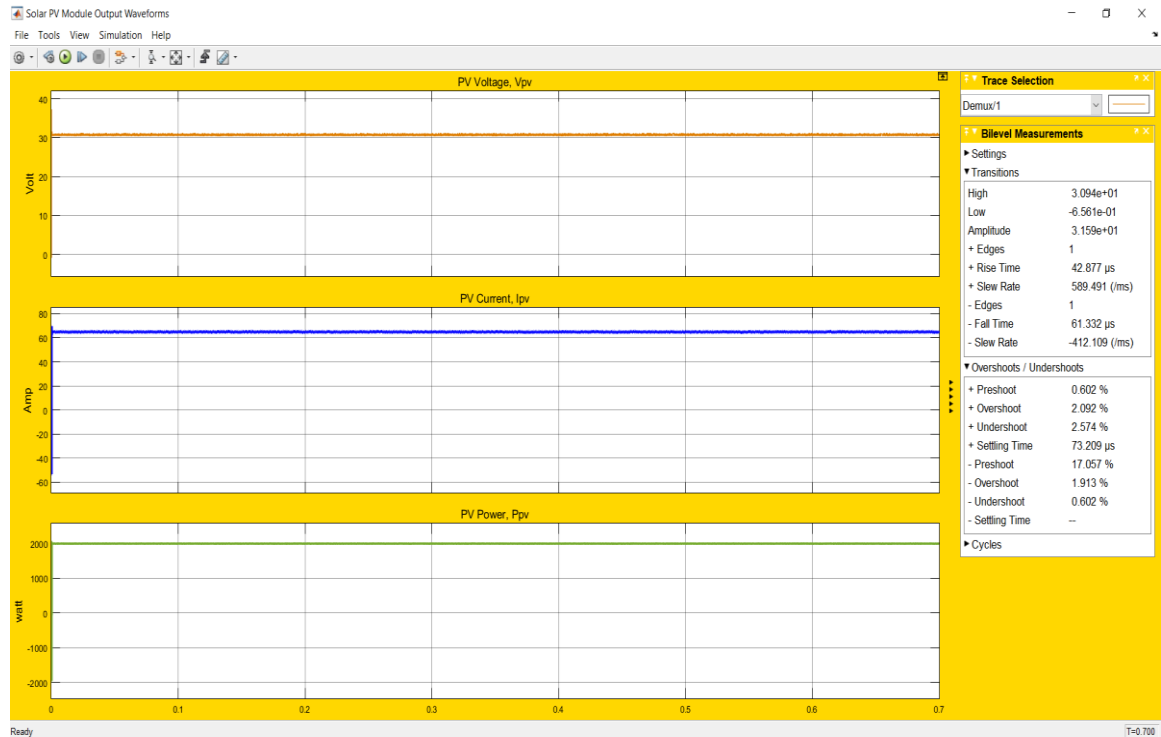 Solar PV Module Output Waveforms
File Tools View Simulation Help
PV Voltage, Vpv
40
30
20
10
0
Volt
PV Current, Ipv
80
60
40
20
0
-20
-40
-60
Amp
PV Power, Ppv
2000
1000
0
-1000
-2000
watt
0 0.1 0.2 0.3 0.4 0.5 0.6 0.7
Trace Selection
Demux/1
Bilevel Measurements
Settings
Transitions
High 3.094e+01
Low -6.561e-01
Amplitude 3.159e+01
+ Edges 1
+ Rise Time 42.877 µs
+ Slew Rate 589.491 (/ms)
- Edges 1
- Fall Time 61.332 µs
- Slew Rate -412.109 (/ms)
Overshoots / Undershoots
+ Preshoot 0.602 %
+ Overshoot 2.092 %
+ Undershoot 2.574 %
+ Settling Time 73.209 µs
- Preshoot 17.057 %
- Overshoot 1.913 %
- Undershoot 0.602 %
- Settling Time --
Cycles
Ready T=0.700